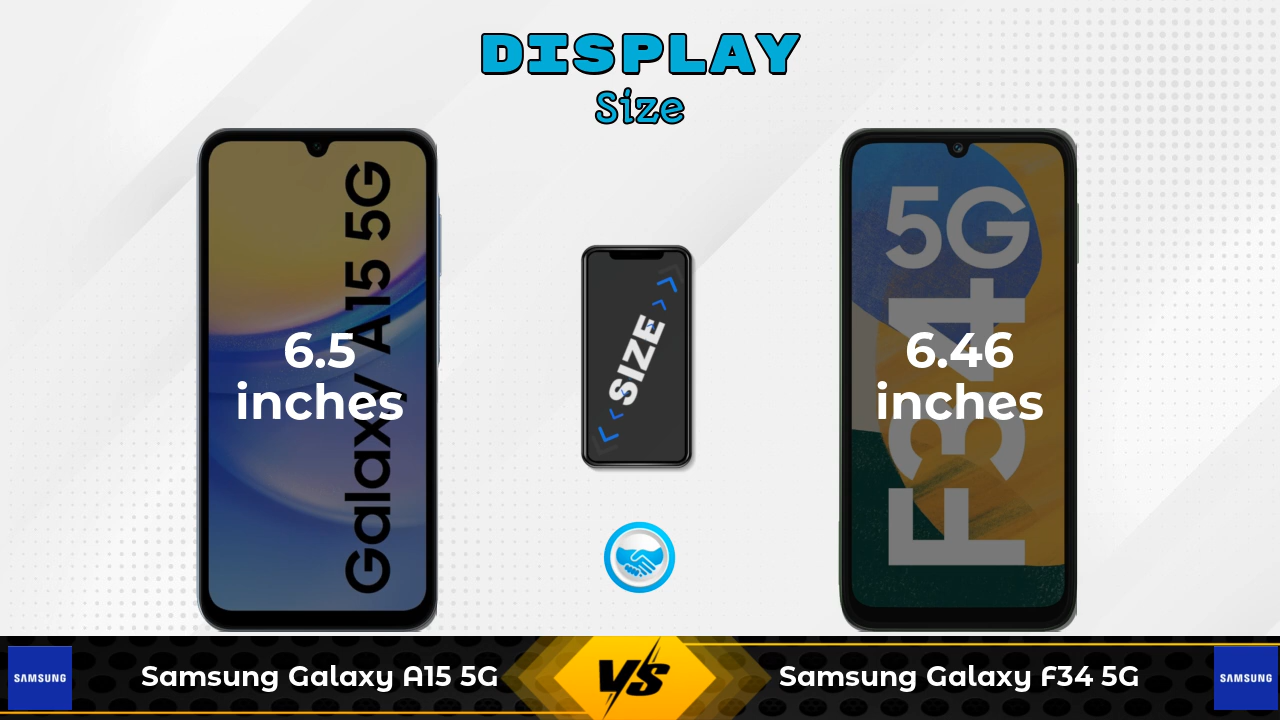 DISPLAY
Size
Galaxy A15 5G
6.5
inches
SIZE
F34 5G
6.46
inches
SAMSUNG
Samsung Galaxy A15 5G
VS
Samsung Galaxy F34 5G
SAMSUNG